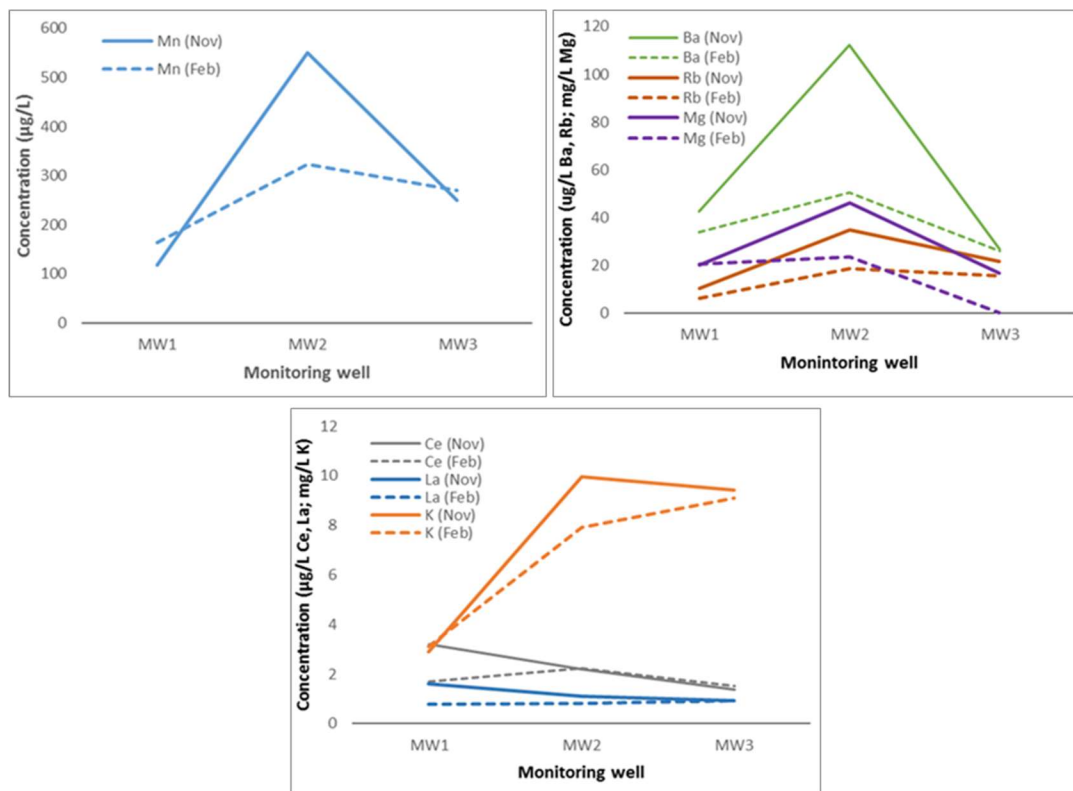 Mn (Nov)
Mn (Feb)
Concentration (µg/L)
600
500
400
300
200
100
0
MW1 MW2 MW3
Monitoring well
Ba (Nov)
Ba (Feb)
Rb (Nov)
Rb (Feb)
Mg (Nov)
Mg (Feb)
Concentration (ug/L Ba, Rb; mg/L Mg)
120
100
80
60
40
20
0
MW1 MW2 MW3
Monintoring well
Ce (Nov)
Ce (Feb)
La (Nov)
La (Feb)
K (Nov)
K (Feb)
Concentration (µg/L Ce, La; mg/L K)
12
10
8
6
4
2
0
MW1 MW2 MW3
Monitoring well